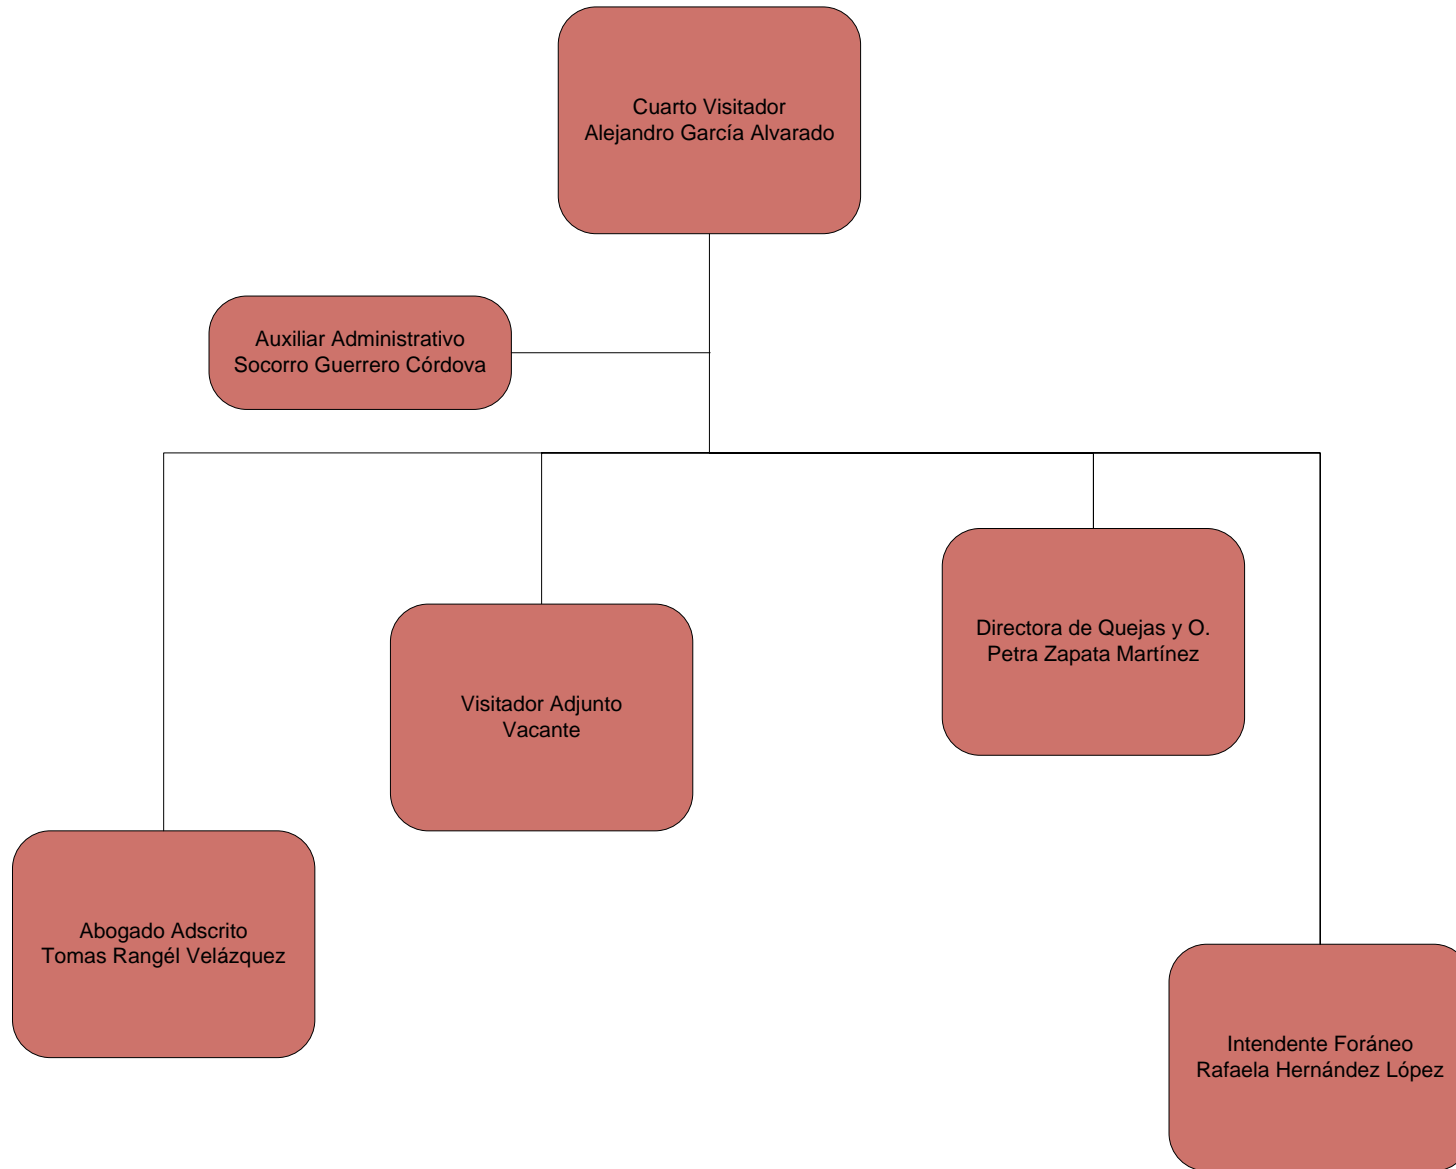 Cuarto Visitador
Alejandro García Alvarado
Auxiliar Administrativo
Socorro Guerrero Córdova
Directora de Quejas y O.
Petra Zapata Martínez
Visitador Adjunto
Vacante
Abogado Adscrito
Tomas Rangél Velázquez
Intendente Foráneo
Rafaela Hernández López